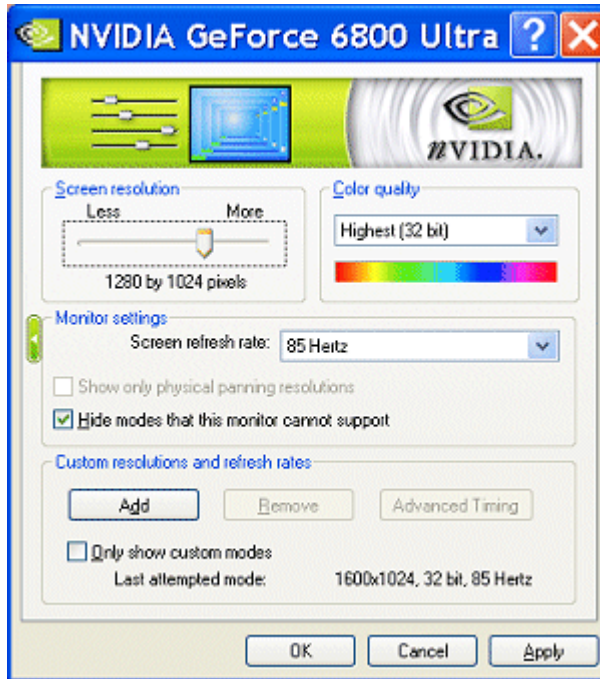 NVIDIA GeForce 6800 Ultra
nVIDIA.
Screen resolution
Less More
1280 by 1024 pixels
Color quality
Highest (32 bit)
Monitor settings
Screen refresh rate: 85 Hertz
Show only physical panning resolutions
Hide modes that this monitor cannot support
Custom resolutions and refresh rates
Add Remove Advanced Timing
Only show custom modes
Last attempted mode: 1600x1024, 32 bit, 85 Hertz
OK Cancel Apply